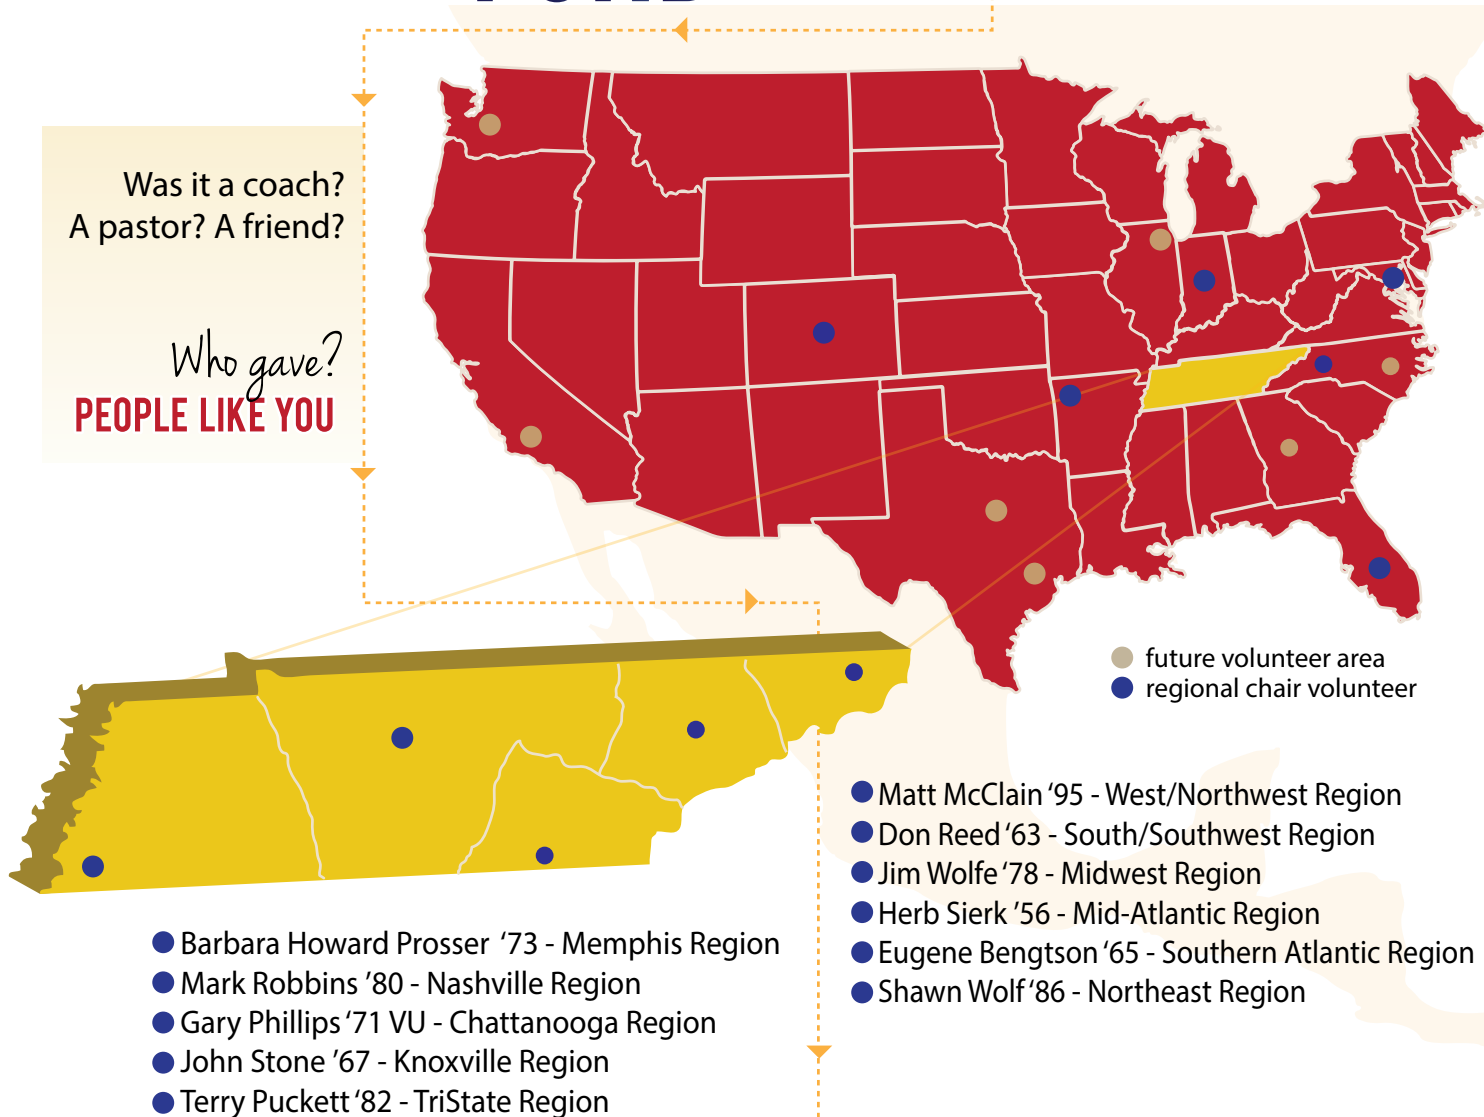 Was it a coach?
A pastor? A friend?
Who gave?
PEOPLE LIKE YOU
future volunteer area
regional chair volunteer
Matt McClain ‘95 - West/Northwest Region
Don Reed ‘63 - South/Southwest Region
Jim Wolfe ‘78 - Midwest Region
Herb Sierk ’56 - Mid-Atlantic Region
Eugene Bengtson ‘65 - Southern Atlantic Region
Shawn Wolf ‘86 - Northeast Region
Barbara Howard Prosser ‘73 - Memphis Region
Mark Robbins ’80 - Nashville Region
Gary Phillips ‘71 VU - Chattanooga Region
John Stone ’67 - Knoxville Region
Terry Puckett ‘82 - TriState Region